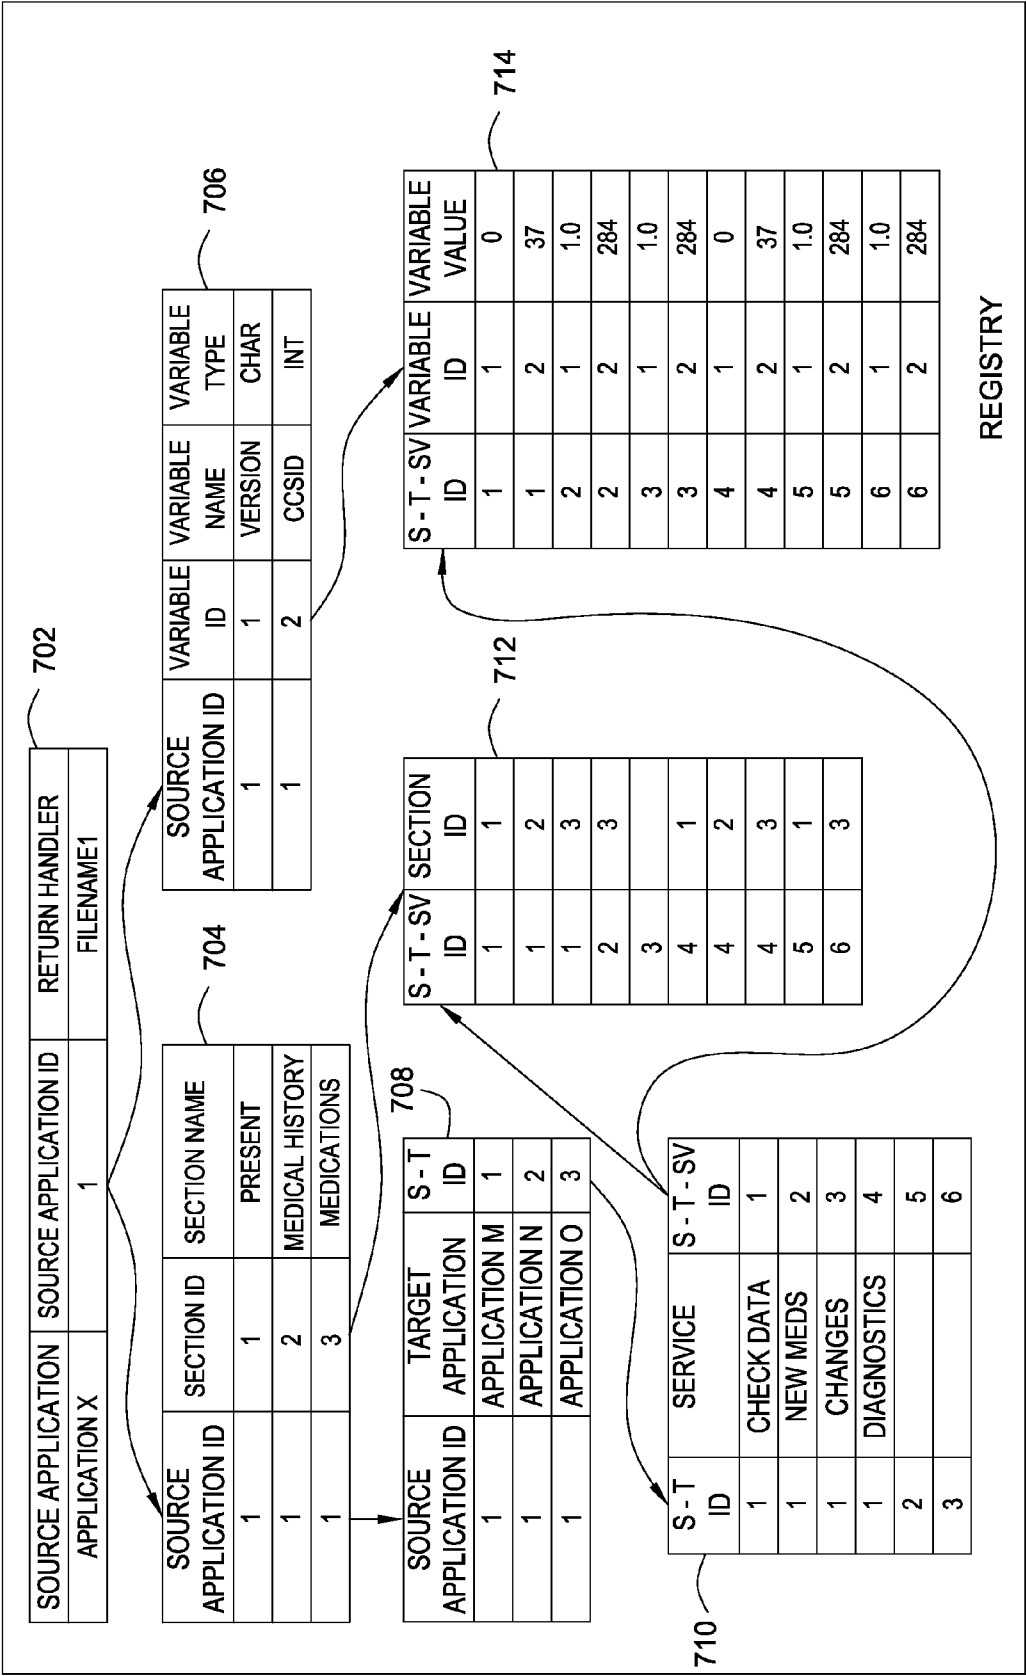 702
SOURCE APPLICATION SOURCE APPLICATION ID RETURN HANDLER
APPLICATION X 1 FILENAME1
704
SOURCE APPLICATION ID SECTION ID SECTION NAME
1 1 PRESENT
1 2 MEDICAL HISTORY
1 3 MEDICATIONS
706
SOURCE APPLICATION ID VARIABLE ID VARIABLE NAME VARIABLE TYPE
1 1 VERSION CHAR
1 2 CCSID INT
708
SOURCE APPLICATION ID TARGET APPLICATION S - T ID
1 APPLICATION M 1
1 APPLICATION N 2
1 APPLICATION O 3
712
S - T - SV ID SECTION ID
1 1
1 2
1 3
2 3
3
4 1
4 2
4 3
5 1
6 3
714
S - T - SV ID VARIABLE ID VARIABLE VALUE
1 1 0
1 2 37
2 1 1.0
2 2 284
3 1 1.0
3 2 284
4 1 0
4 2 37
5 1 1.0
5 2 284
6 1 1.0
6 2 284
710
S - T ID SERVICE S - T - SV ID
1 CHECK DATA 1
1 NEW MEDS 2
1 CHANGES 3
1 DIAGNOSTICS 4
2 5
3 6
REGISTRY